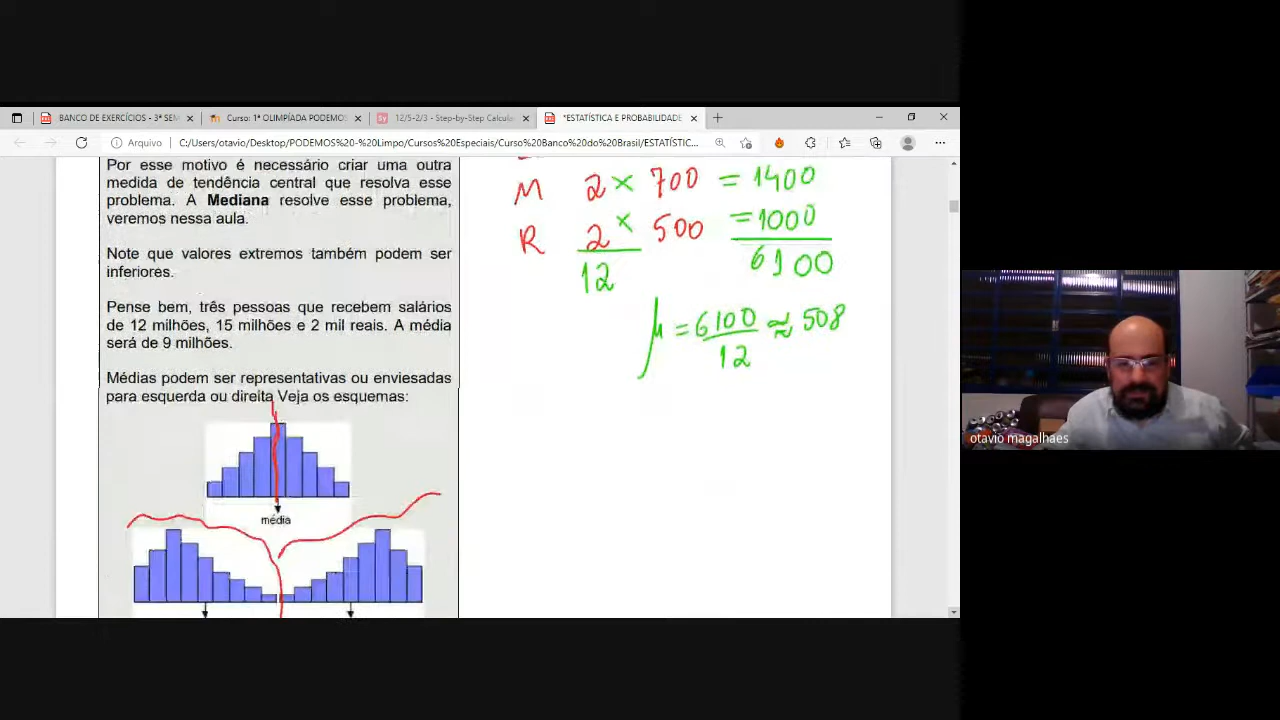 BANCO DE EXERCÍCIOS - 3ª SEM
Curso: 1ª OLIMPÍADA PODEMOS
12/5-2/3 - Step-by-Step Calcula
*ESTATÍSTICA E PROBABILIDADE
Arquivo
C:/Users/otavio/Desktop/PODEMOS%20-%20Limpo/Cursos%20Especiais/Curso%20Banco%20do%20Brasil/ESTATÍSTIC...
Por esse motivo é necessário criar uma outra
medida de tendência central que resolva esse
problema. A Mediana resolve esse problema,
veremos nessa aula.
Note que valores extremos também podem ser
inferiores.
Pense bem, três pessoas que recebem salários
de 12 milhões, 15 milhões e 2 mil reais. A média
será de 9 milhões.
Médias podem ser representativas ou enviesadas
para esquerda ou direita Veja os esquemas:
média
M 2 × 700 = 1400
R 2 × 500 = 1000
12 6100
μ = 6100 ≈ 508
12
otavio magalhaes